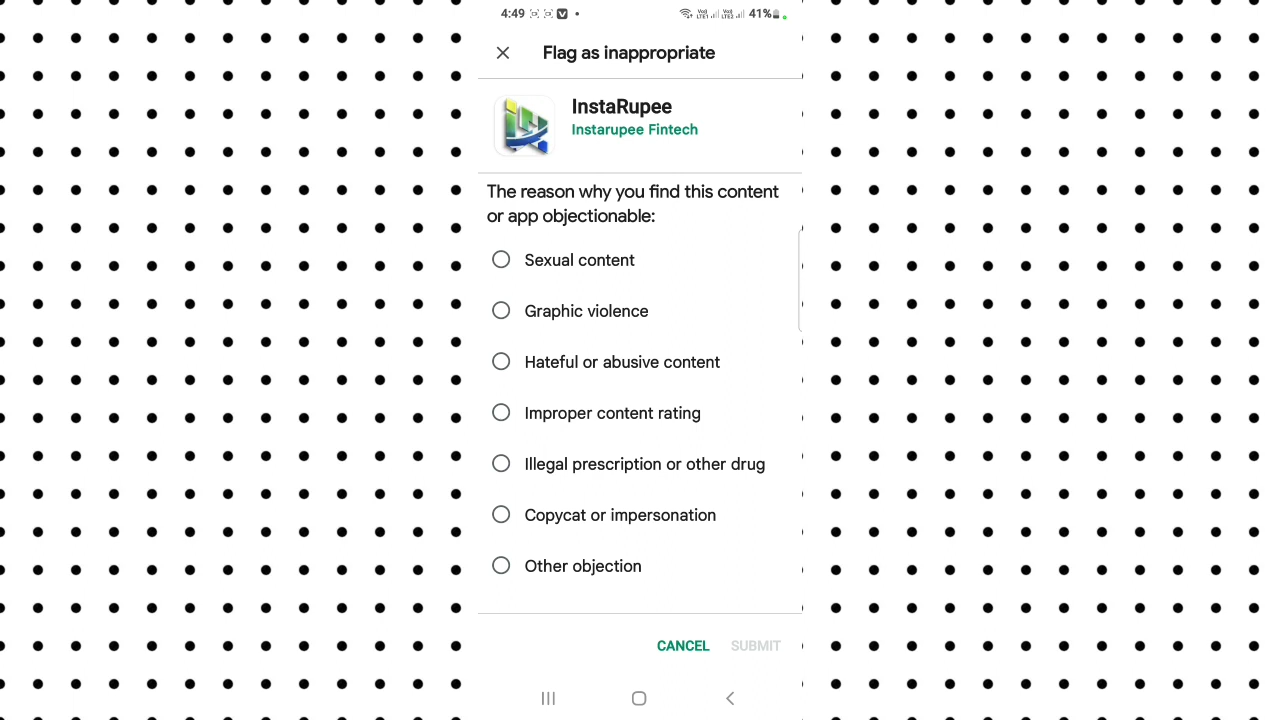 4:49 41%
Flag as inappropriate
InstaRupee
Instarupee Fintech
The reason why you find this content
or app objectionable:
Sexual content
Graphic violence
Hateful or abusive content
Improper content rating
Illegal prescription or other drug
Copycat or impersonation
Other objection
CANCEL SUBMIT